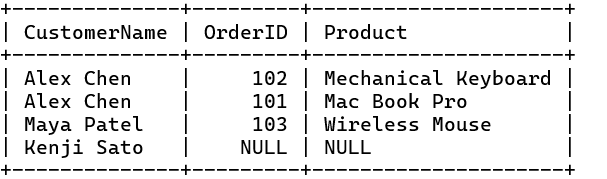 +--------------+---------+---------------------+
| CustomerName | OrderID | Product             |
+--------------+---------+---------------------+
| Alex Chen    |     102 | Mechanical Keyboard |
| Alex Chen    |     101 | Mac Book Pro        |
| Maya Patel   |     103 | Wireless Mouse      |
| Kenji Sato   |    NULL | NULL                |
+--------------+---------+---------------------+